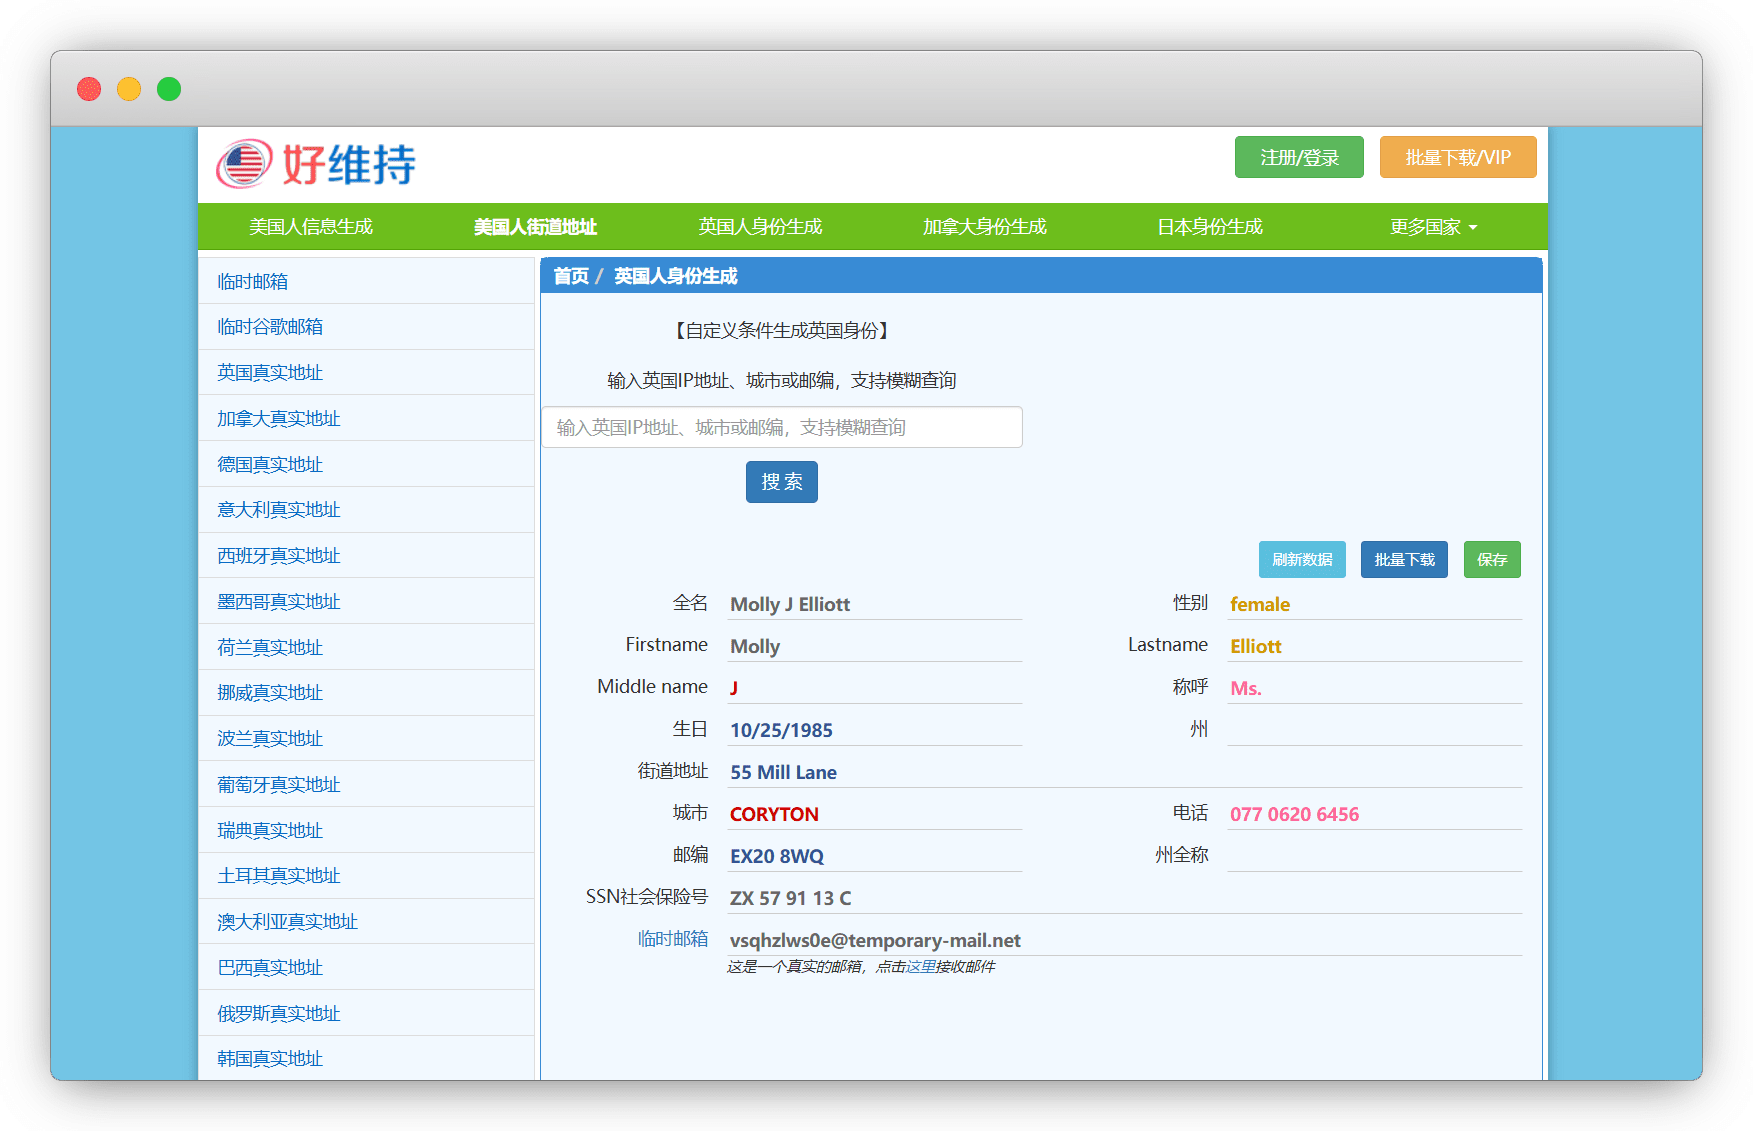 好维持
注册/登录 批量下载/VIP
美国人信息生成 美国人街道地址 英国人身份生成 加拿大身份生成 日本身份生成 更多国家
临时邮箱
临时谷歌邮箱
英国真实地址
加拿大真实地址
德国真实地址
意大利真实地址
西班牙真实地址
墨西哥真实地址
荷兰真实地址
挪威真实地址
波兰真实地址
葡萄牙真实地址
瑞典真实地址
土耳其真实地址
澳大利亚真实地址
巴西真实地址
俄罗斯真实地址
韩国真实地址
首页 / 英国人身份生成
【自定义条件生成英国身份】
输入英国IP地址、城市或邮编，支持模糊查询
输入英国IP地址、城市或邮编，支持模糊查询
搜 索
刷新数据 批量下载 保存
全名 Molly J Elliott 性别 female
Firstname Molly Lastname Elliott
Middle name J 称呼 Ms.
生日 10/25/1985 州
街道地址 55 Mill Lane
城市 CORYTON 电话 077 0620 6456
邮编 EX20 8WQ 州全称
SSN社会保险号 ZX 57 91 13 C
临时邮箱 vsqhzlws0e@temporary-mail.net
这是一个真实的邮箱，点击这里接收邮件